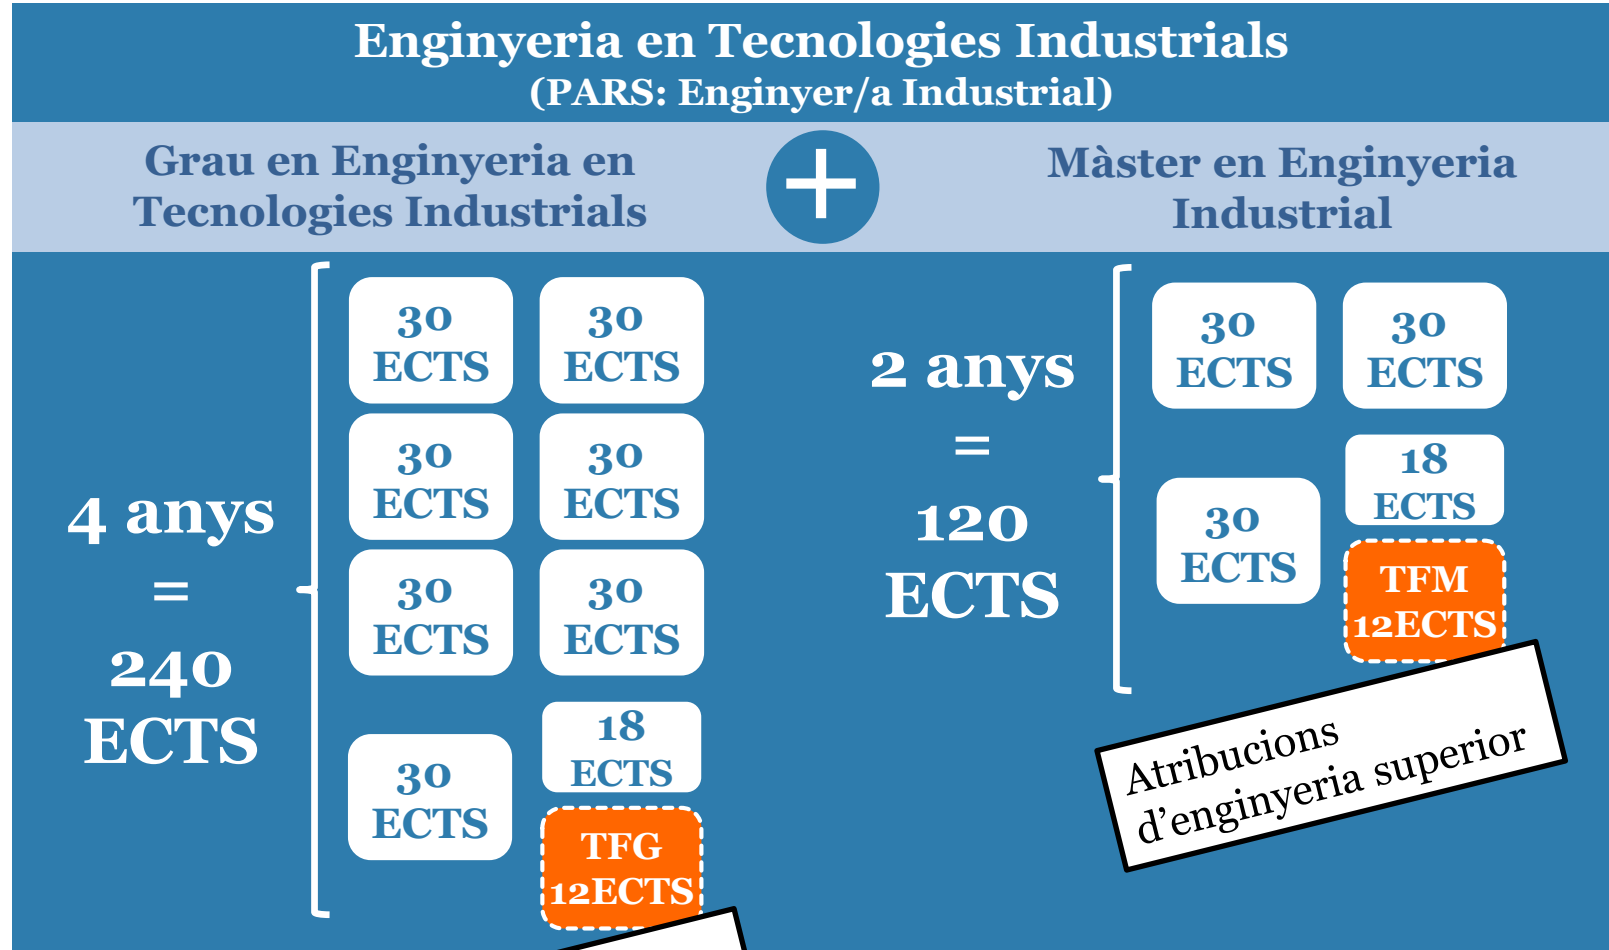 Enginyeria en Tecnologies Industrials
(PARS: Enginyer/a Industrial)
Grau en Enginyeria en
Tecnologies Industrials
+
Màster en Enginyeria
Industrial
4 anys
=
240
ECTS
30
ECTS
30
ECTS
30
ECTS
30
ECTS
30
ECTS
30
ECTS
30
ECTS
18
ECTS
TFG
12ECTS
2 anys
=
120
ECTS
30
ECTS
30
ECTS
30
ECTS
18
ECTS
TFM
12ECTS
Atribucions
d’enginyeria superior